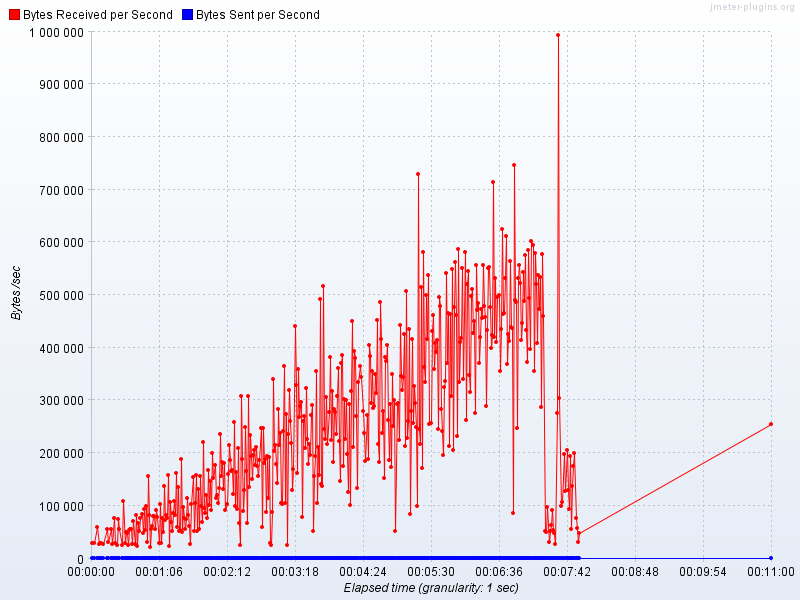 jmeter-plugins.org
Bytes Received per Second Bytes Sent per Second
1 000 000
900 000
800 000
700 000
600 000
500 000
400 000
300 000
200 000
100 000
0
Bytes /sec
00:00:00 00:01:06 00:02:12 00:03:18 00:04:24 00:05:30 00:06:36 00:07:42 00:08:48 00:09:54 00:11:00
Elapsed time (granularity: 1 sec)